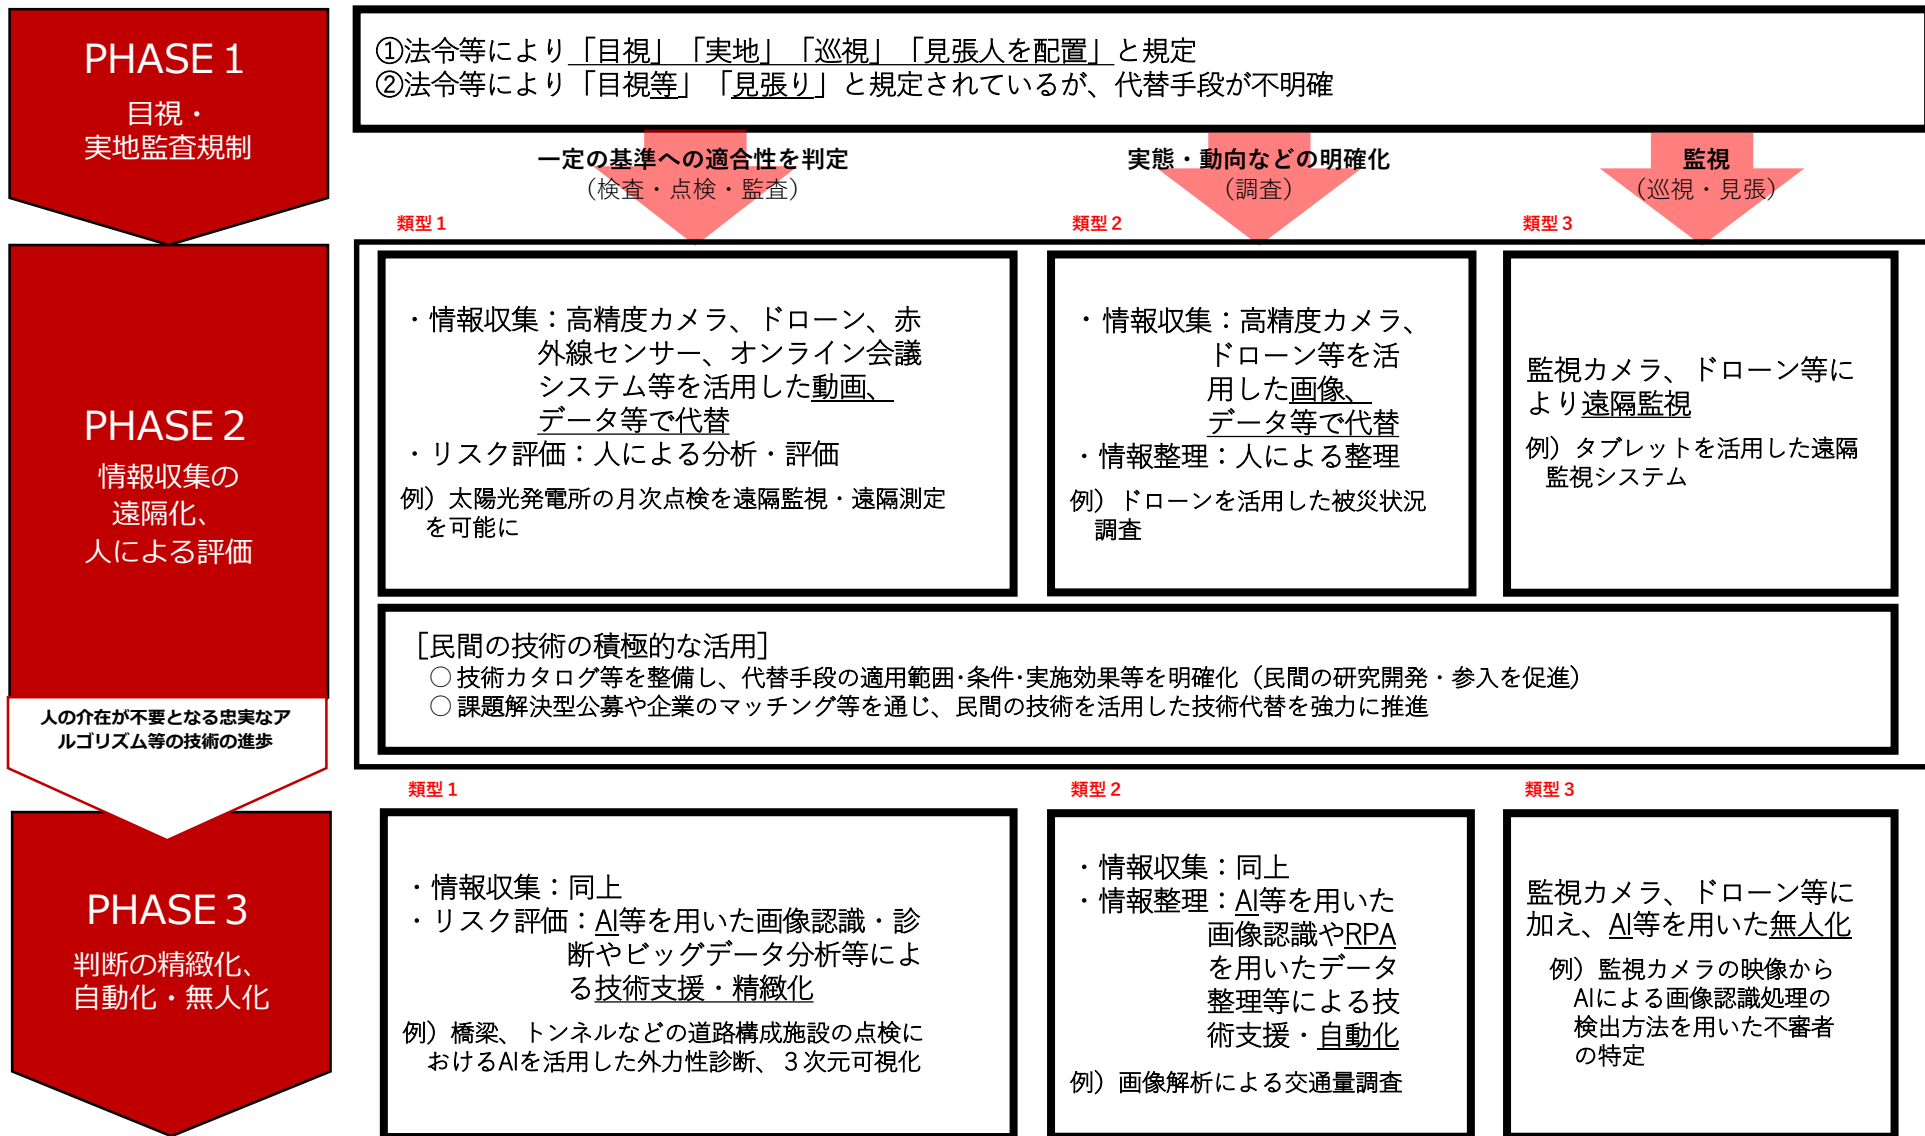 PHASE 1
目視・
実地監査規制
①法令等により「目視」「実地」「巡視」「見張人を配置」と規定
②法令等により「目視等」「見張り」と規定されているが、代替手段が不明確
一定の基準への適合性を判定
（検査・点検・監査）
実態・動向などの明確化
（調査）
監視
（巡視・見張）
類型１
類型２
類型３
PHASE 2
情報収集の
遠隔化、
人による評価
・情報収集：高精度カメラ、ドローン、赤
外線センサー、オンライン会議
システム等を活用した動画、
データ等で代替
・リスク評価：人による分析・評価
例）太陽光発電所の月次点検を遠隔監視・遠隔測定
を可能に
・情報収集：高精度カメラ、
ドローン等を活
用した画像、
データ等で代替
・情報整理：人による整理
例）ドローンを活用した被災状況
調査
監視カメラ、ドローン等に
より遠隔監視
例）タブレットを活用した遠隔
監視システム
［民間の技術の積極的な活用］
○技術カタログ等を整備し、代替手段の適用範囲･条件･実施効果等を明確化（民間の研究開発・参入を促進）
○課題解決型公募や企業のマッチング等を通じ、民間の技術を活用した技術代替を強力に推進
人の介在が不要となる忠実なア
ルゴリズム等の技術の進歩
類型１
類型２
類型３
PHASE 3
判断の精緻化、
自動化・無人化
・情報収集：同上
・リスク評価：AI等を用いた画像認識・診
断やビッグデータ分析等によ
る技術支援・精緻化
例）橋梁、トンネルなどの道路構成施設の点検に
おけるAIを活用した外力性診断、３次元可視化
・情報収集：同上
・情報整理：AI等を用いた
画像認識やRPA
を用いたデータ
整理等による技
術支援・自動化
例）画像解析による交通量調査
監視カメラ、ドローン等に
加え、AI等を用いた無人化
例）監視カメラの映像から
AIによる画像認識処理の
検出方法を用いた不審者
の特定